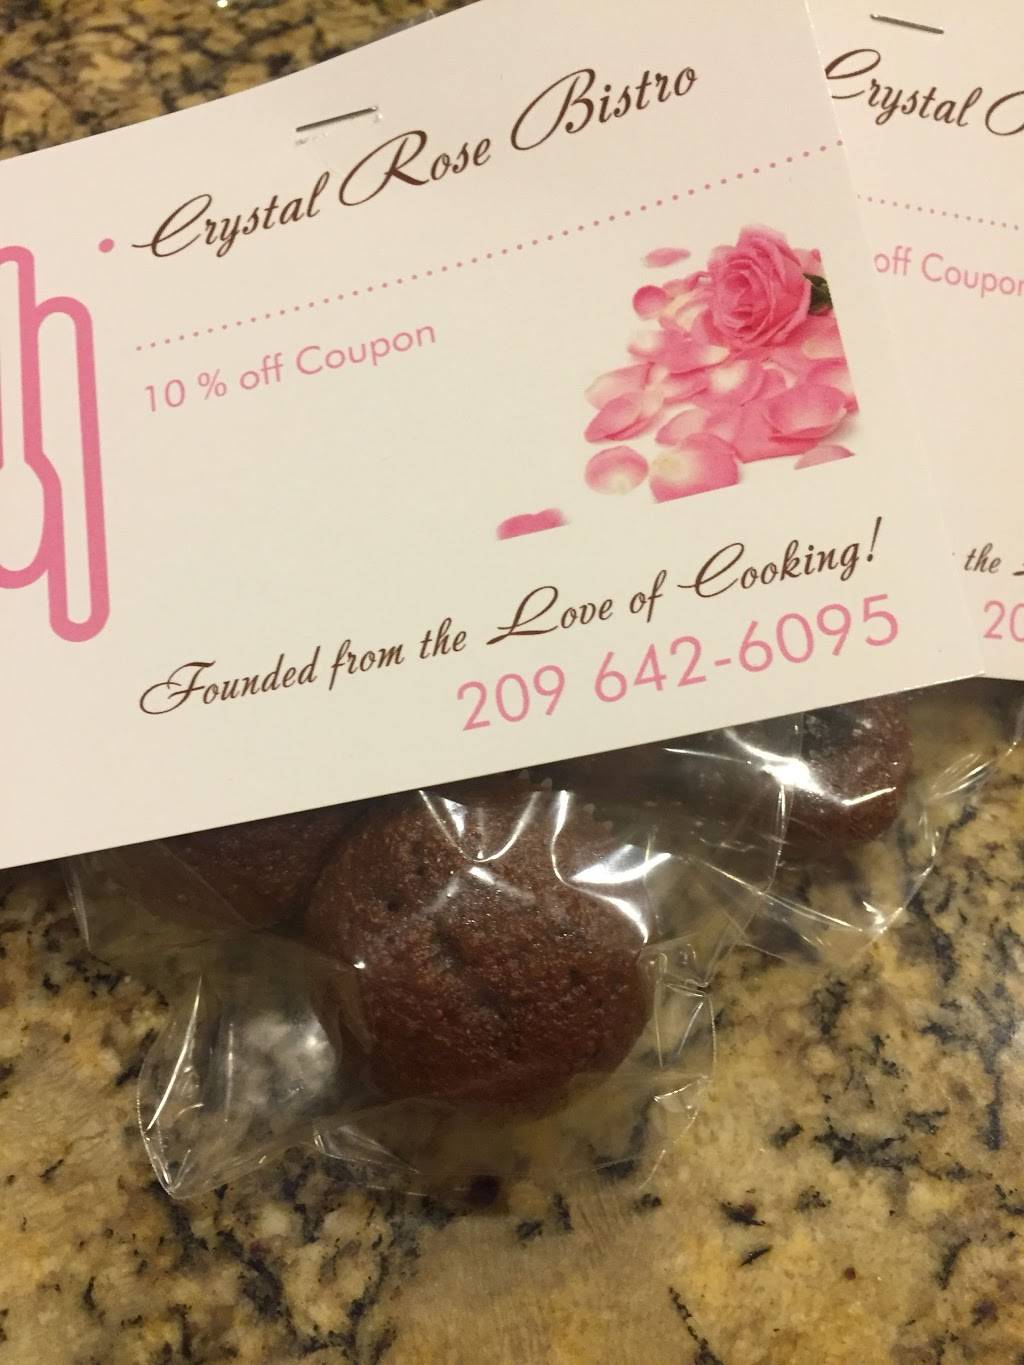 Crystal Rose Bistro
10 % off Coupon
Founded from the Love of Cooking!
209 642-6095
Crystal
off Coupon
the
20